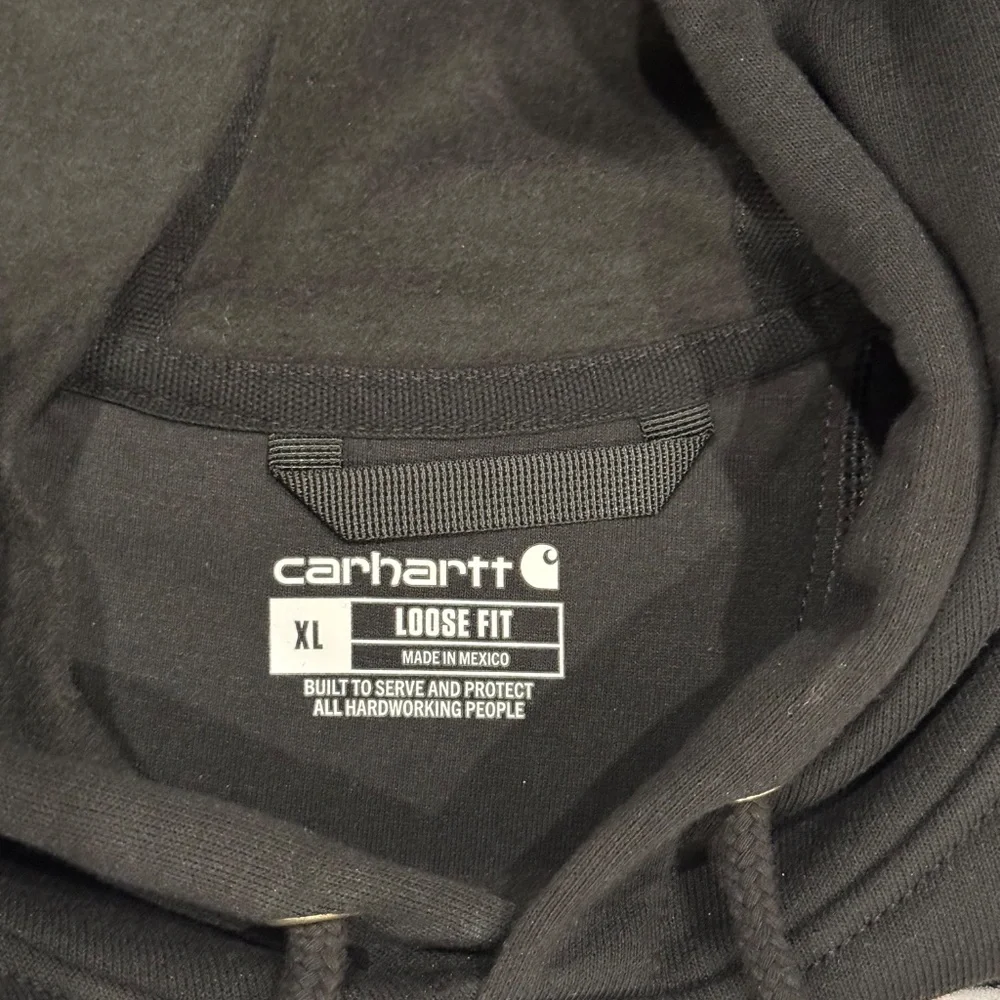 carhartt
XL
LOOSE FIT
MADE IN MEXICO
BUILT TO SERVE AND PROTECT
ALL HARDWORKING PEOPLE